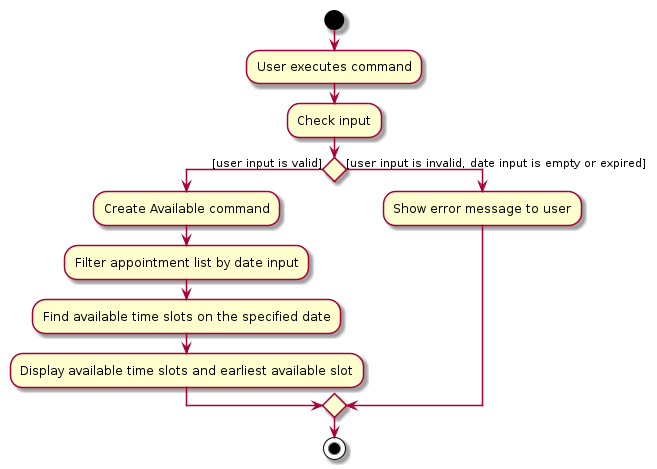 User executes command
Check input
[user input is valid]
[user input is invalid, date input is empty or expired]
Create Available command
Show error message to user
Filter appointment list by date input
Find available time slots on the specified date
Display available time slots and earliest available slot